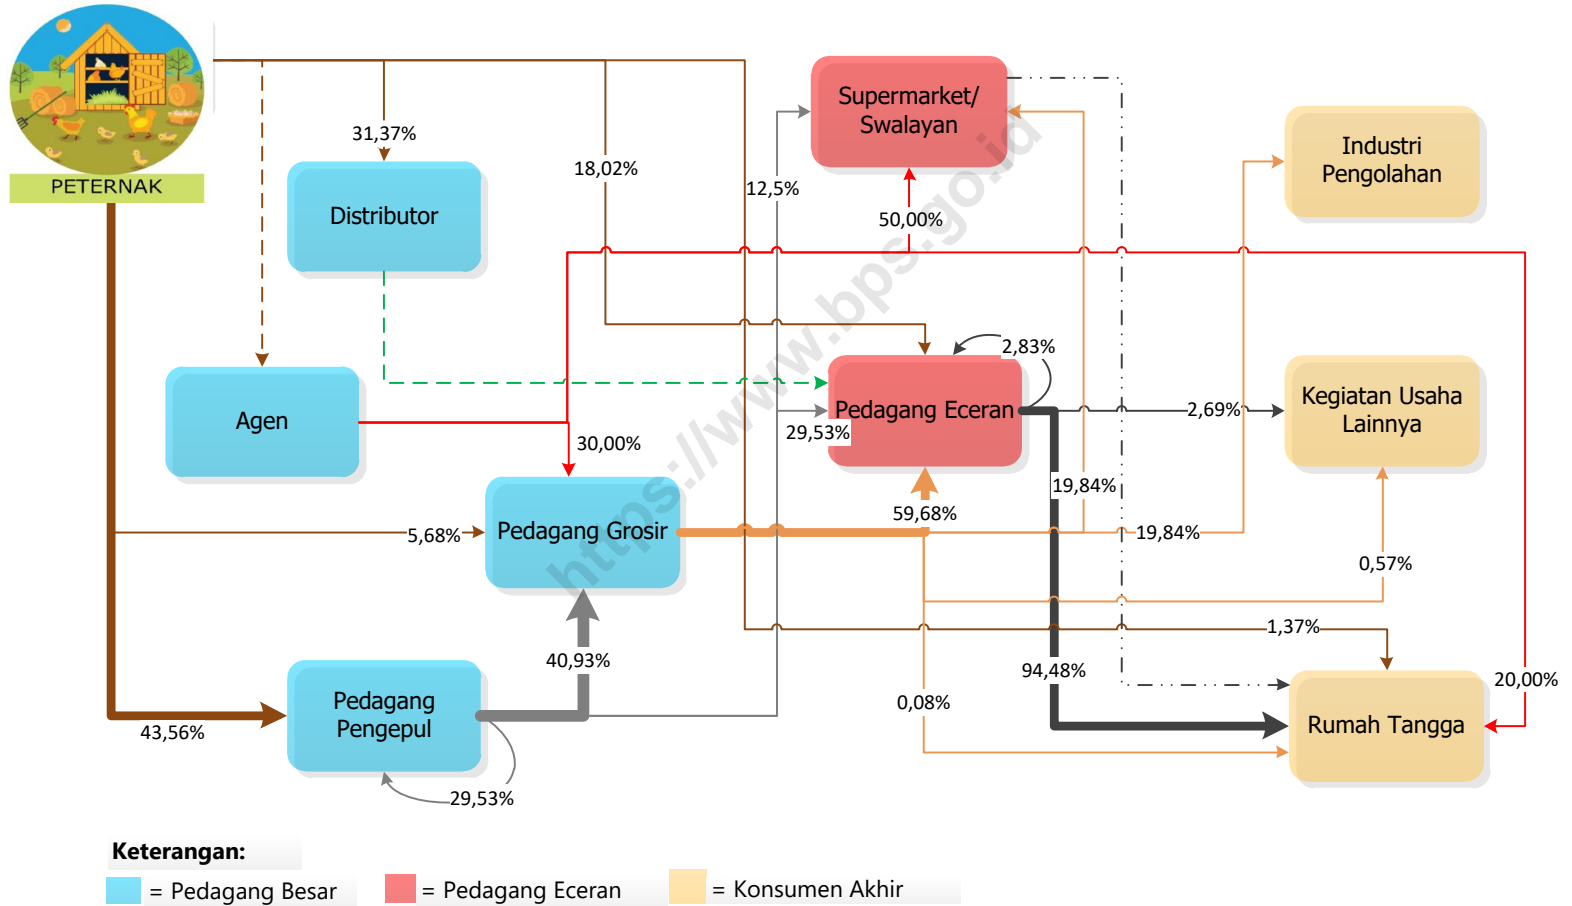 PETERNAK
31,37%
18,02%
12,5%
Supermarket/
Swalayan
Industri
Pengolahan
Distributor
50,00%
https://www.bps.go.id
2,83%
Agen
30,00%
29,53%
Pedagang Eceran
2,69%
Kegiatan Usaha
Lainnya
5,68%
Pedagang Grosir
59,68%
19,84%
19,84%
0,57%
1,37%
40,93%
94,48%
20,00%
0,08%
43,56%
Pedagang
Pengepul
Rumah Tangga
29,53%
Keterangan:
= Pedagang Besar
= Pedagang Eceran
= Konsumen Akhir